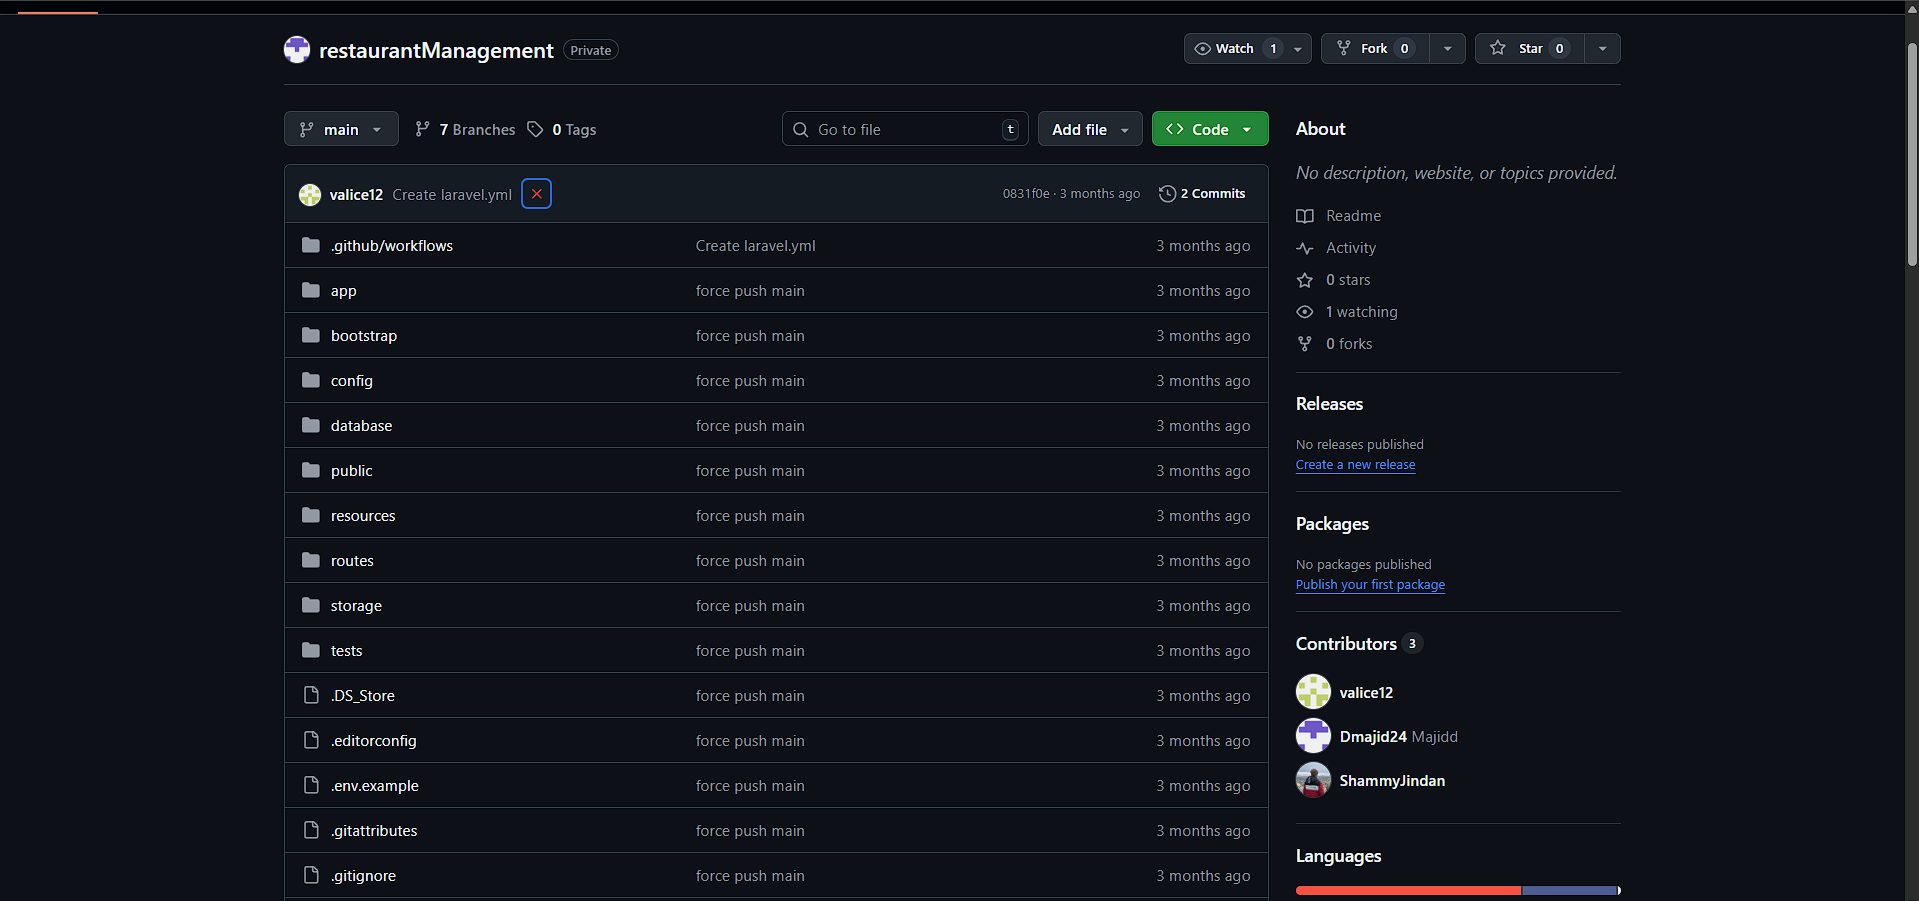 restaurantManagement Private
Watch 1
Fork 0
Star 0
main
7 Branches
0 Tags
Go to file t
Add file
Code
valice12 Create laravel.yml
0831f0e · 3 months ago
2 Commits
.github/workflows Create laravel.yml 3 months ago
app force push main 3 months ago
bootstrap force push main 3 months ago
config force push main 3 months ago
database force push main 3 months ago
public force push main 3 months ago
resources force push main 3 months ago
routes force push main 3 months ago
storage force push main 3 months ago
tests force push main 3 months ago
.DS_Store force push main 3 months ago
.editorconfig force push main 3 months ago
.env.example force push main 3 months ago
.gitattributes force push main 3 months ago
.gitignore force push main 3 months ago
About
No description, website, or topics provided.
Readme
Activity
0 stars
1 watching
0 forks
Releases
No releases published
Create a new release
Packages
No packages published
Publish your first package
Contributors 3
valice12
Dmajid24 Majidd
ShammyJindan
Languages